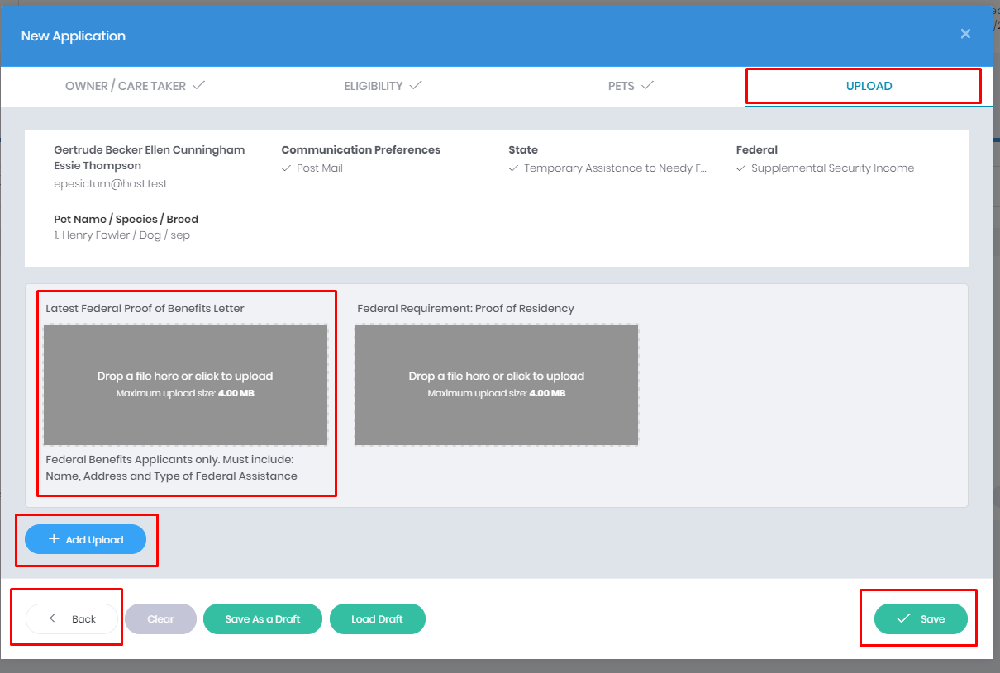 New Application
OWNER / CARE TAKER
ELIGIBILITY
PETS
UPLOAD
Gertrude Becker Ellen Cunningham
Essie Thompson
epesictum@host.test
Communication Preferences
Post Mail
State
Temporary Assistance to Needy F...
Federal
Supplemental Security Income
Pet Name / Species / Breed
1. Henry Fowler / Dog / sep
Latest Federal Proof of Benefits Letter
Drop a file here or click to upload
Maximum upload size: 4.00 MB
Federal Benefits Applicants only. Must include:
Name, Address and Type of Federal Assistance
Federal Requirement: Proof of Residency
Drop a file here or click to upload
Maximum upload size: 4.00 MB
Add Upload
Back
Clear
Save As a Draft
Load Draft
Save